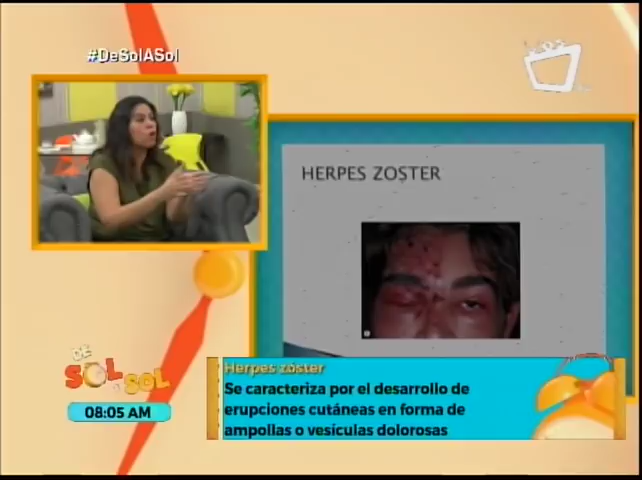 #DeSolASol
HERPES ZOSTER
DE
SOL A SOL
08:05 AM
Herpes zóster
Se caracteriza por el desarrollo de
erupciones cutáneas en forma de
ampollas o vesículas dolorosas